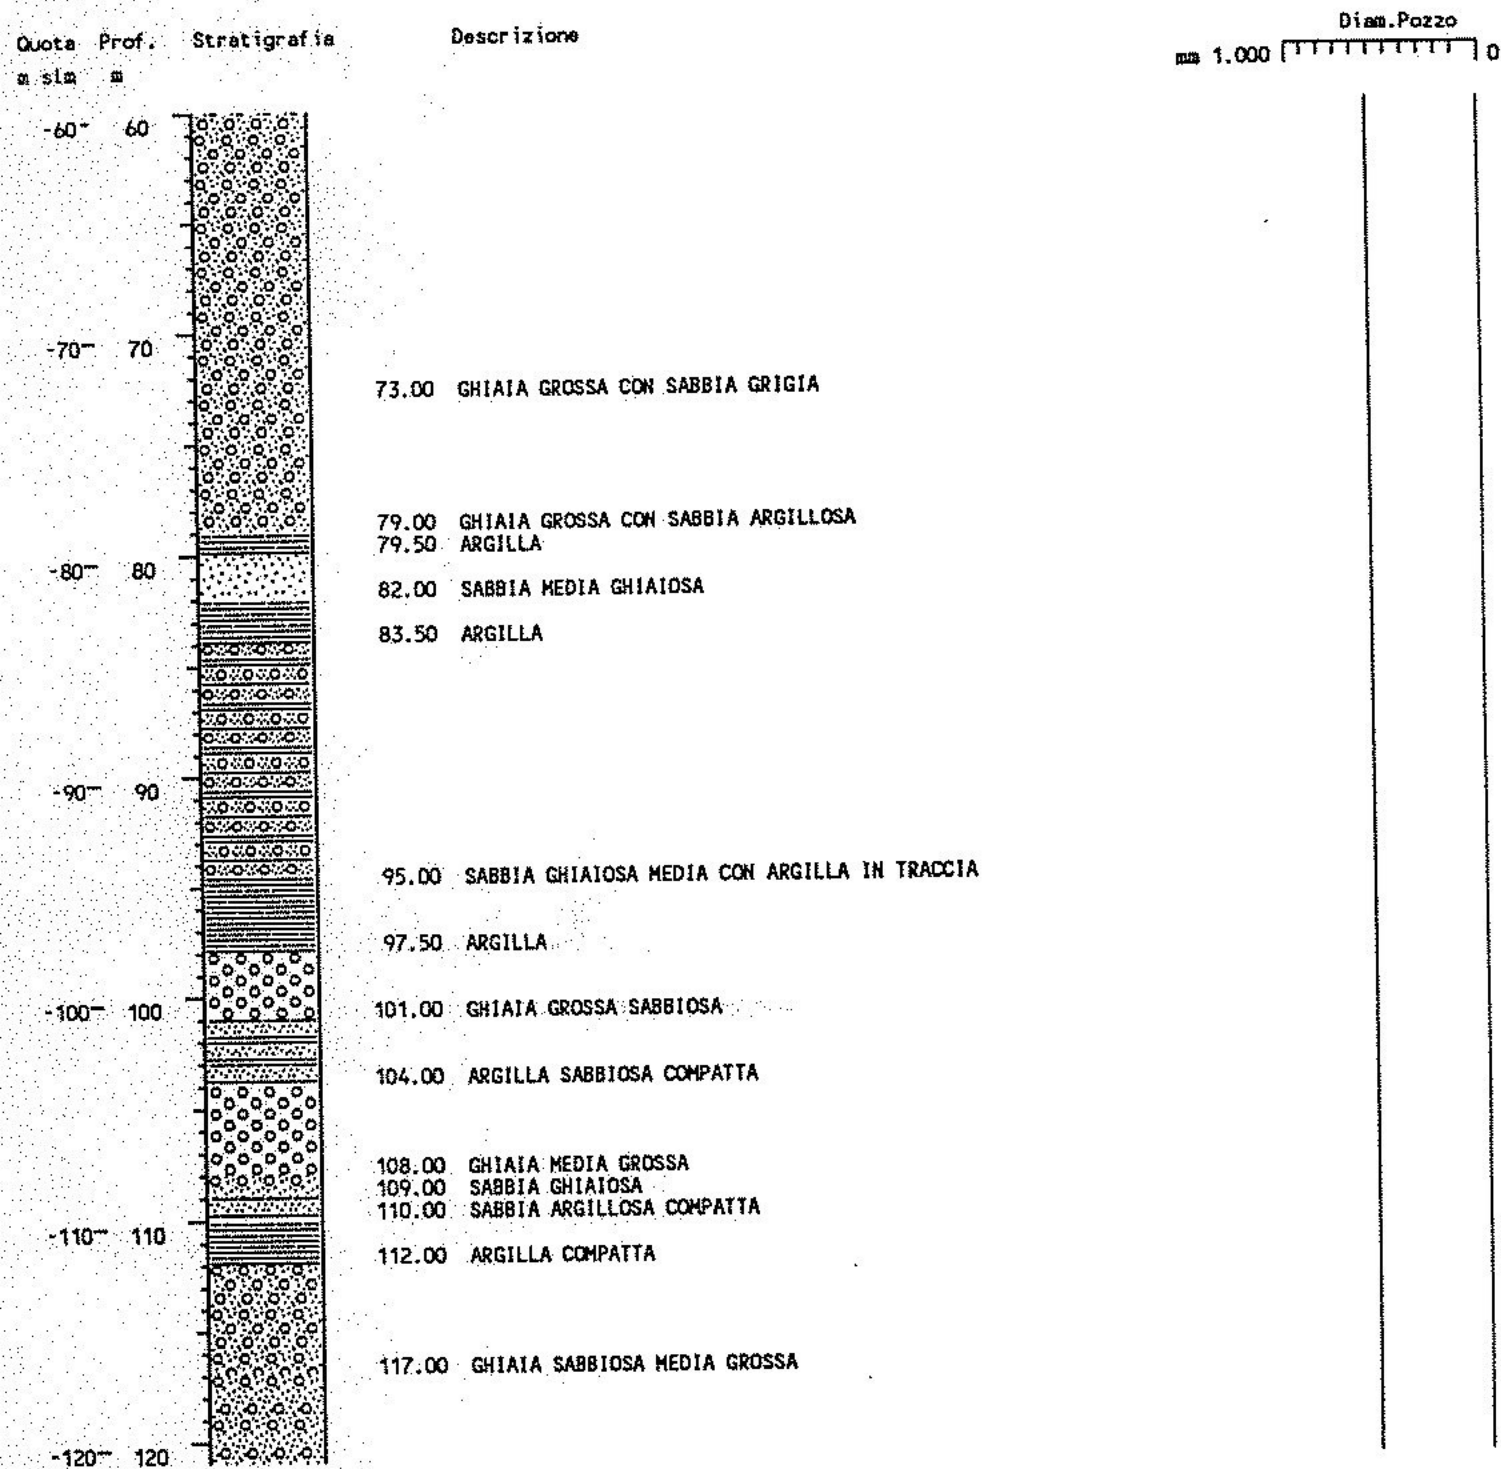 Diam.Pozzo
Quota Prof. Stratigrafia Descrizione mm 1.000 0
m slm m
-60- 60
-70- 70
73.00 GHIAIA GROSSA CON SABBIA GRIGIA
79.00 GHIAIA GROSSA CON SABBIA ARGILLOSA
79.50 ARGILLA
-80- 80
82.00 SABBIA MEDIA GHIAIOSA
83.50 ARGILLA
-90- 90
95.00 SABBIA GHIAIOSA MEDIA CON ARGILLA IN TRACCIA
97.50 ARGILLA
-100- 100
101.00 GHIAIA GROSSA SABBIOSA
104.00 ARGILLA SABBIOSA COMPATTA
108.00 GHIAIA MEDIA GROSSA
109.00 SABBIA GHIAIOSA
110.00 SABBIA ARGILLOSA COMPATTA
-110- 110
112.00 ARGILLA COMPATTA
117.00 GHIAIA SABBIOSA MEDIA GROSSA
-120- 120